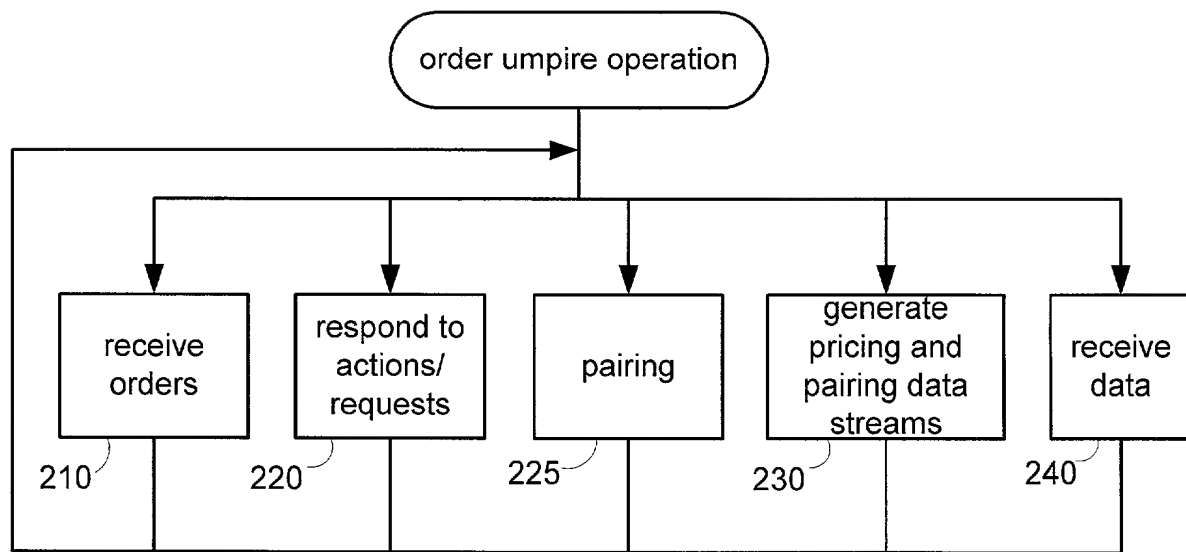 order umpire operation
receive
orders
respond to
actions/
requests
pairing
generate
pricing and
pairing data
streams
receive
data
210
220
225
230
240